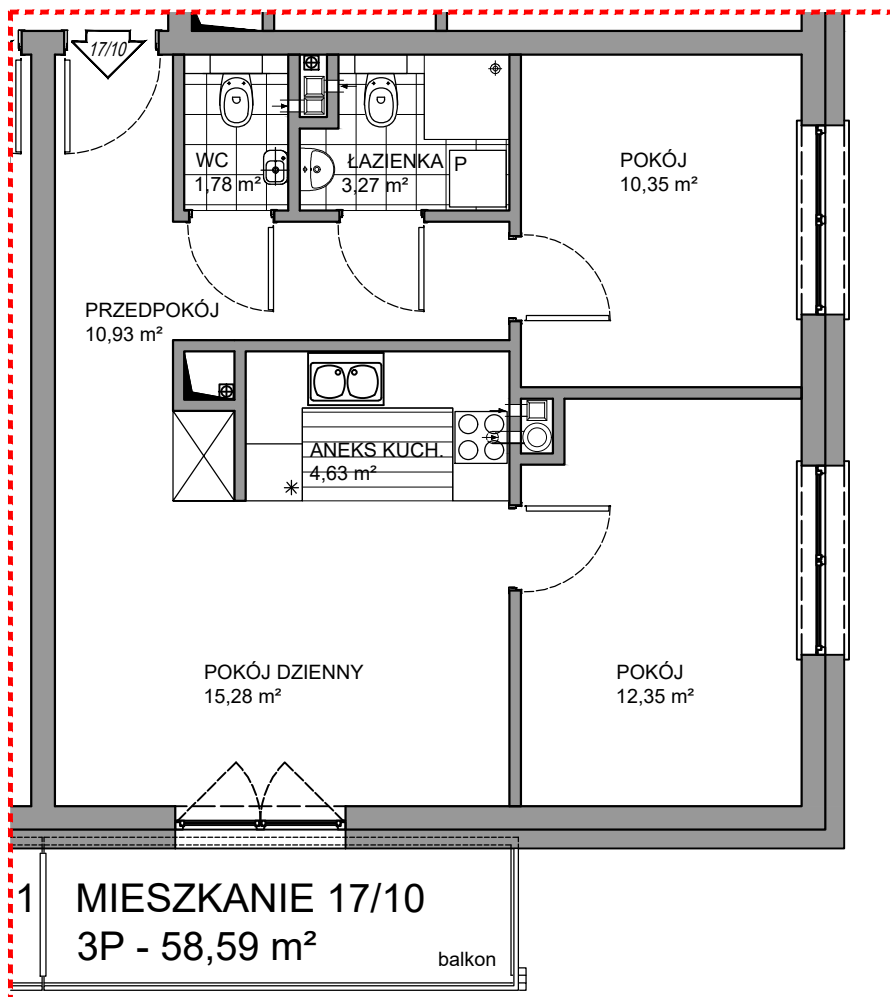 17/10
WC
1,78 m²
ŁAZIENKA
3,27 m²
P
POKÓJ
10,35 m²
PRZEDPOKÓJ
10,93 m²
ANEKS KUCH.
4,63 m²
POKÓJ DZIENNY
15,28 m²
POKÓJ
12,35 m²
1
MIESZKANIE 17/10
3P - 58,59 m²
balkon